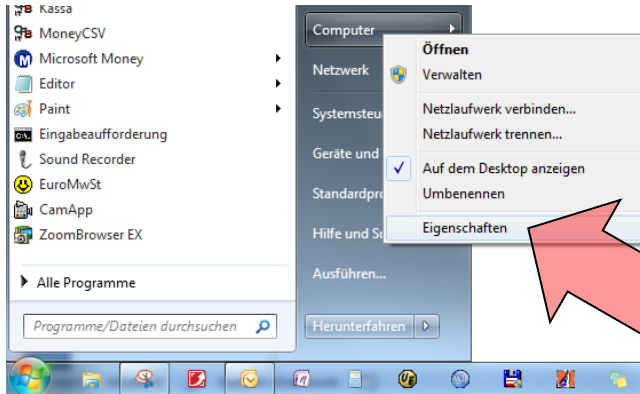 Kassa
MoneyCSV
Microsoft Money
Editor
Paint
Eingabeaufforderung
Sound Recorder
EuroMwSt
CamApp
ZoomBrowser EX
Alle Programme
Programme/Dateien durchsuchen
Computer
Netzwerk
Systemsteu
Geräte und
Standardpro
Hilfe und Su
Ausführen...
Herunterfahren
Öffnen
Verwalten
Netzlaufwerk verbinden...
Netzlaufwerk trennen...
Auf dem Desktop anzeigen
Umbenennen
Eigenschaften